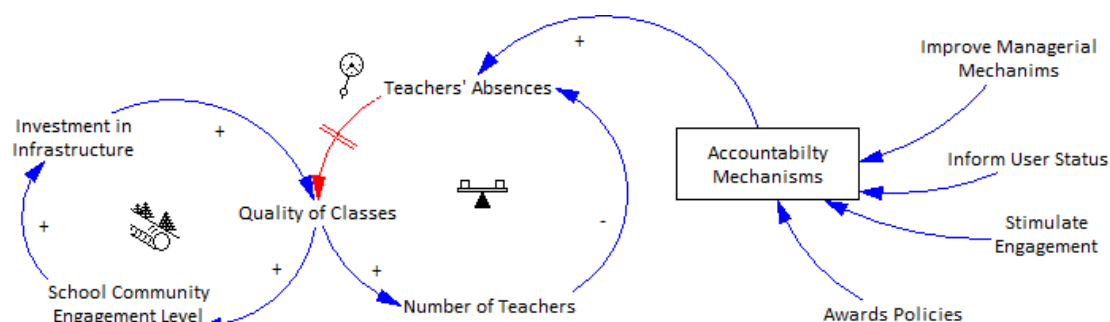 Improve Managerial
Mechanims
+
Teachers' Absences
Investment in
Infrastructure
+
Accountabilty
Mechanisms
Inform User Status
Quality of Classes
+
-
Stimulate
Engagement
+
+
School Community
Engagement Level
Number of Teachers
Awards Policies